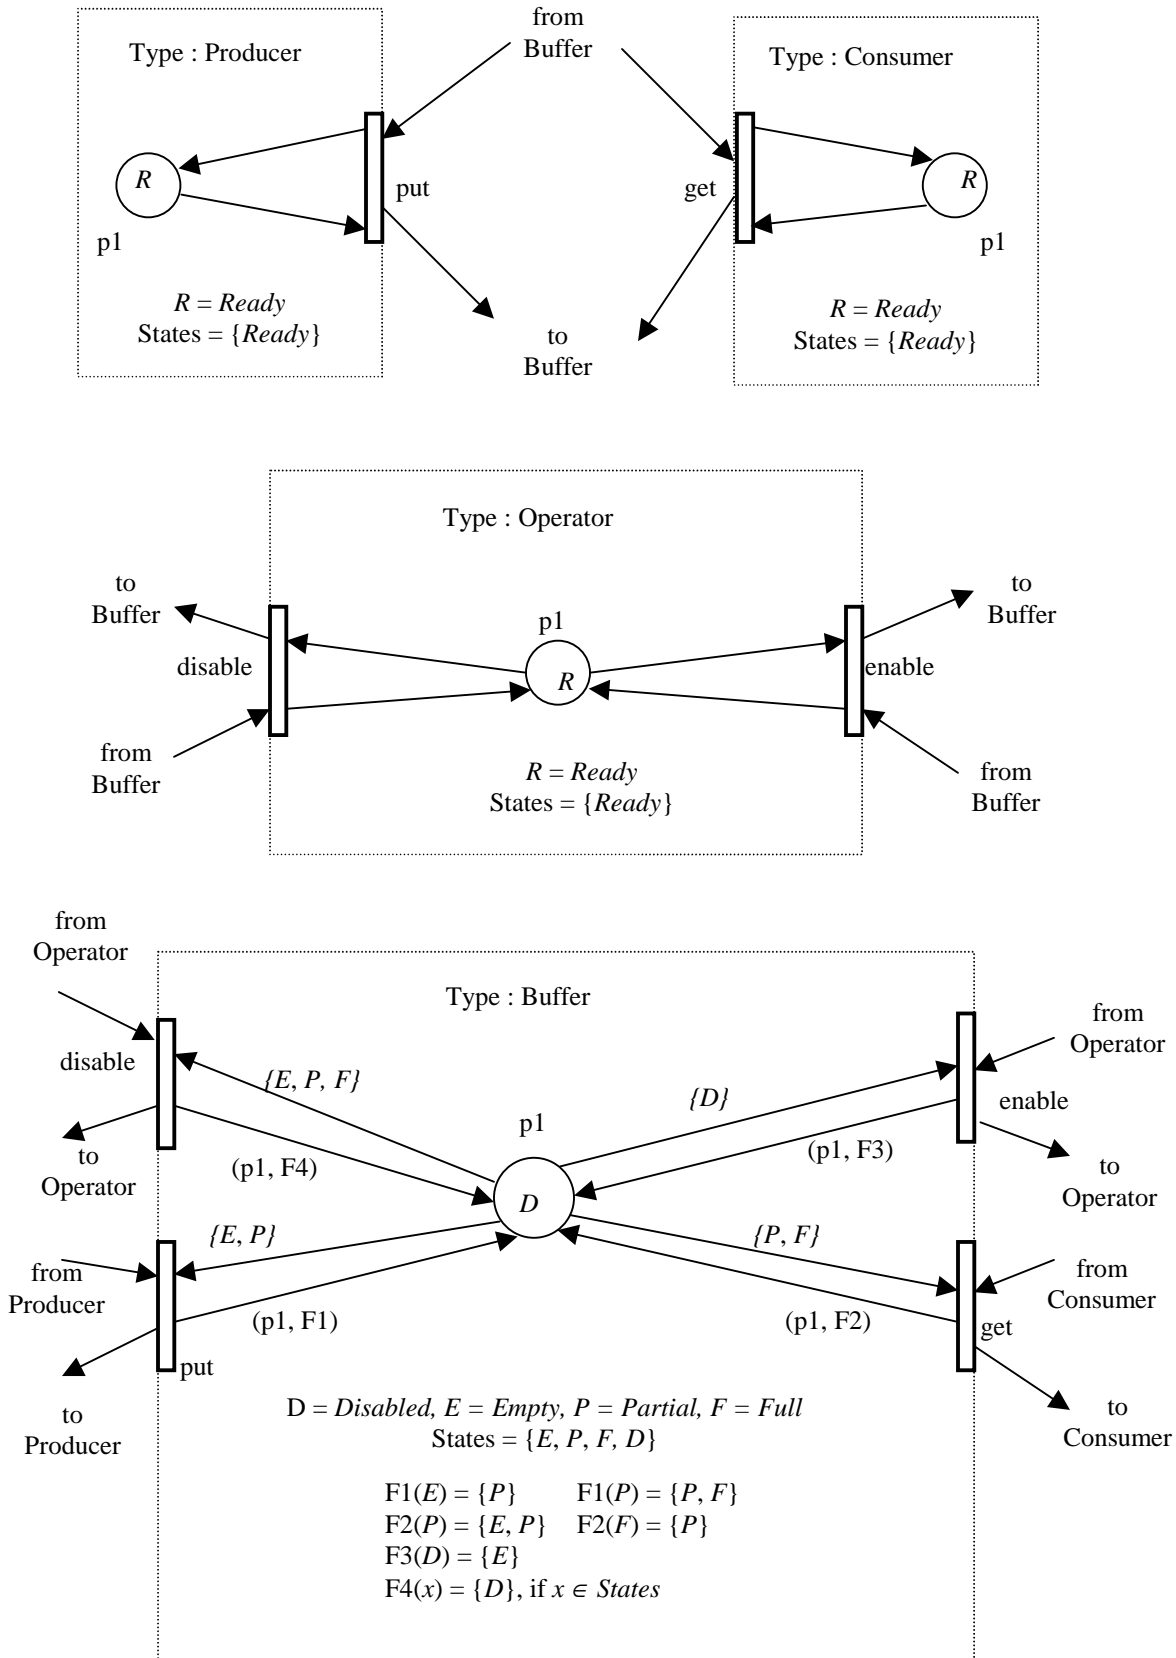 from
Buffer
Type : Producer
Type : Consumer
R
put
p1
get
R
p1
R = Ready
States = {Ready}
R = Ready
States = {Ready}
to
Buffer
Type : Operator
to
Buffer
disable
from
Buffer
p1
R
to
Buffer
enable
from
Buffer
R = Ready
States = {Ready}
from
Operator
Type : Buffer
from
Operator
disable
{E, P, F}
{D}
enable
p1
to
Operator
(p1, F4)
(p1, F3)
to
Operator
D
{E, P}
{P, F}
from
Producer
from
Consumer
(p1, F1)
(p1, F2)
put
get
to
Producer
to
Consumer
D = Disabled, E = Empty, P = Partial, F = Full
States = {E, P, F, D}
F1(E) = {P} F1(P) = {P, F}
F2(P) = {E, P} F2(F) = {P}
F3(D) = {E}
F4(x) = {D}, if x ∈ States